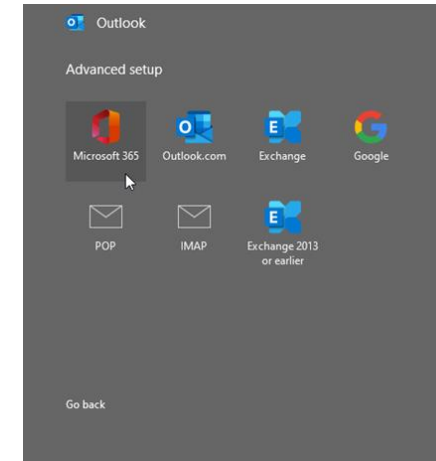 Outlook
Advanced setup
Microsoft 365
Outlook.com
Exchange
Google
POP
IMAP
Exchange 2013
or earlier
Go back